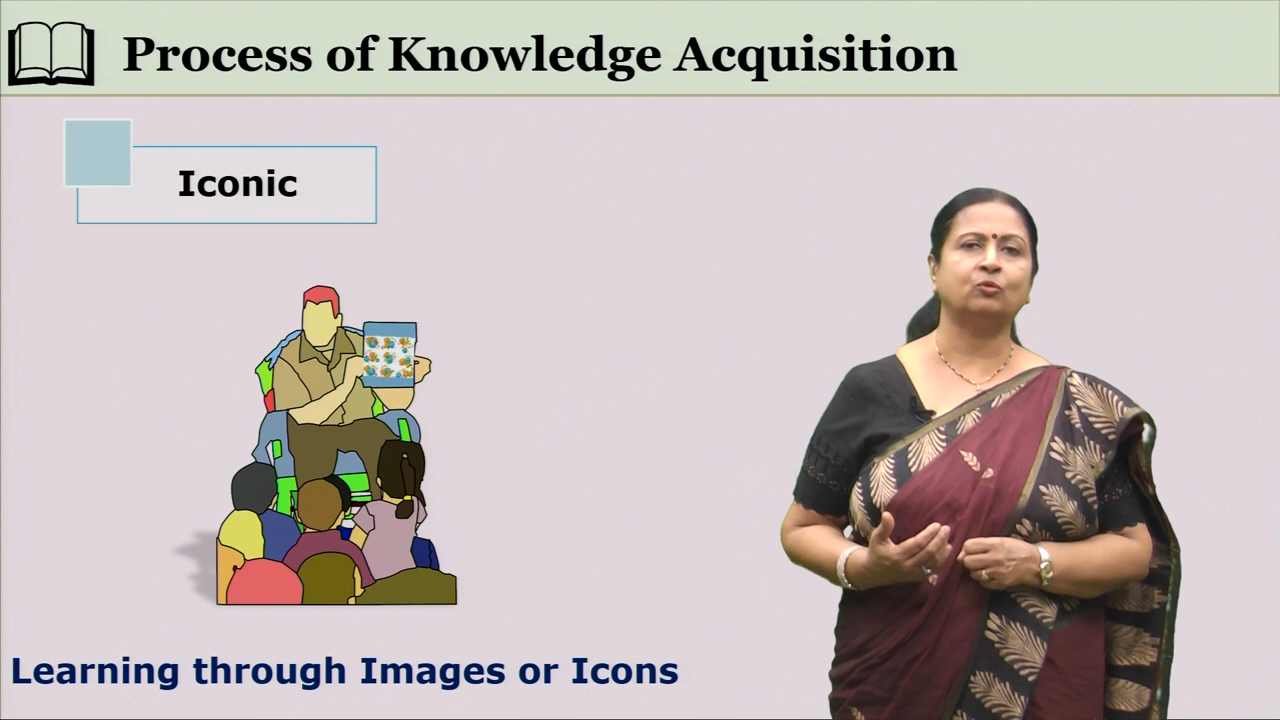 Process of Knowledge Acquisition
Iconic
Learning through Images or Icons